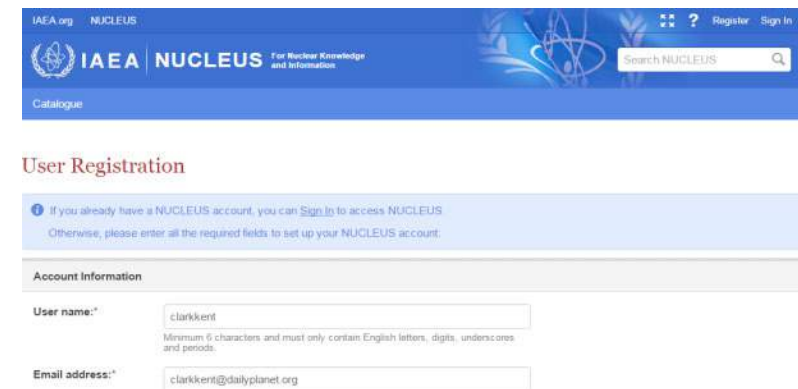 IAEA.org NUCLEUS ? Register Sign In
IAEA NUCLEUS For Nuclear Knowledge
and Information
Search NUCLEUS
Catalogue
User Registration
If you already have a NUCLEUS account, you can Sign In to access NUCLEUS
Otherwise, please enter all the required fields to set up your NUCLEUS account.
Account Information
User name:* clarkkent
Minimum 6 characters and must only contain English letters, digits, underscores
and periods.
Email address:* clarkkent@dailyplanet.org